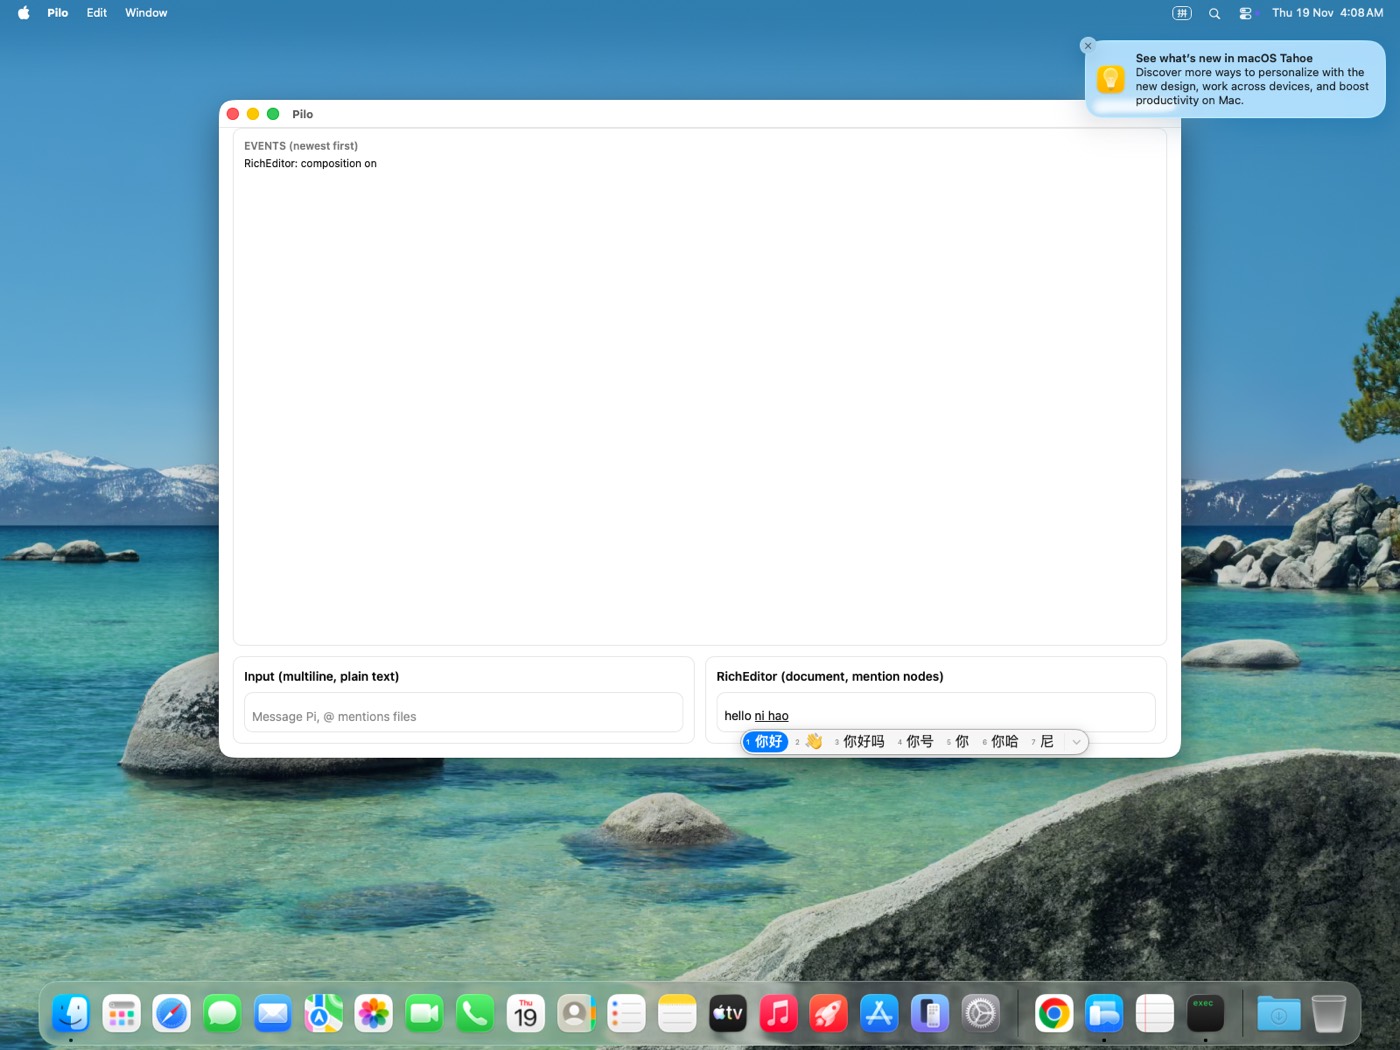 Pilo Edit Window 拼 Thu 19 Nov 4:08 AM
See what's new in macOS Tahoe
Discover more ways to personalize with the
new design, work across devices, and boost
productivity on Mac.
Pilo
EVENTS (newest first)
RichEditor: composition on
Input (multiline, plain text)
Message Pi, @ mentions files
RichEditor (document, mention nodes)
hello ni hao
1 你好 2 👋 3 你好吗 4 你号 5 你 6 你哈 7 尼
Thu
19
tv
exec